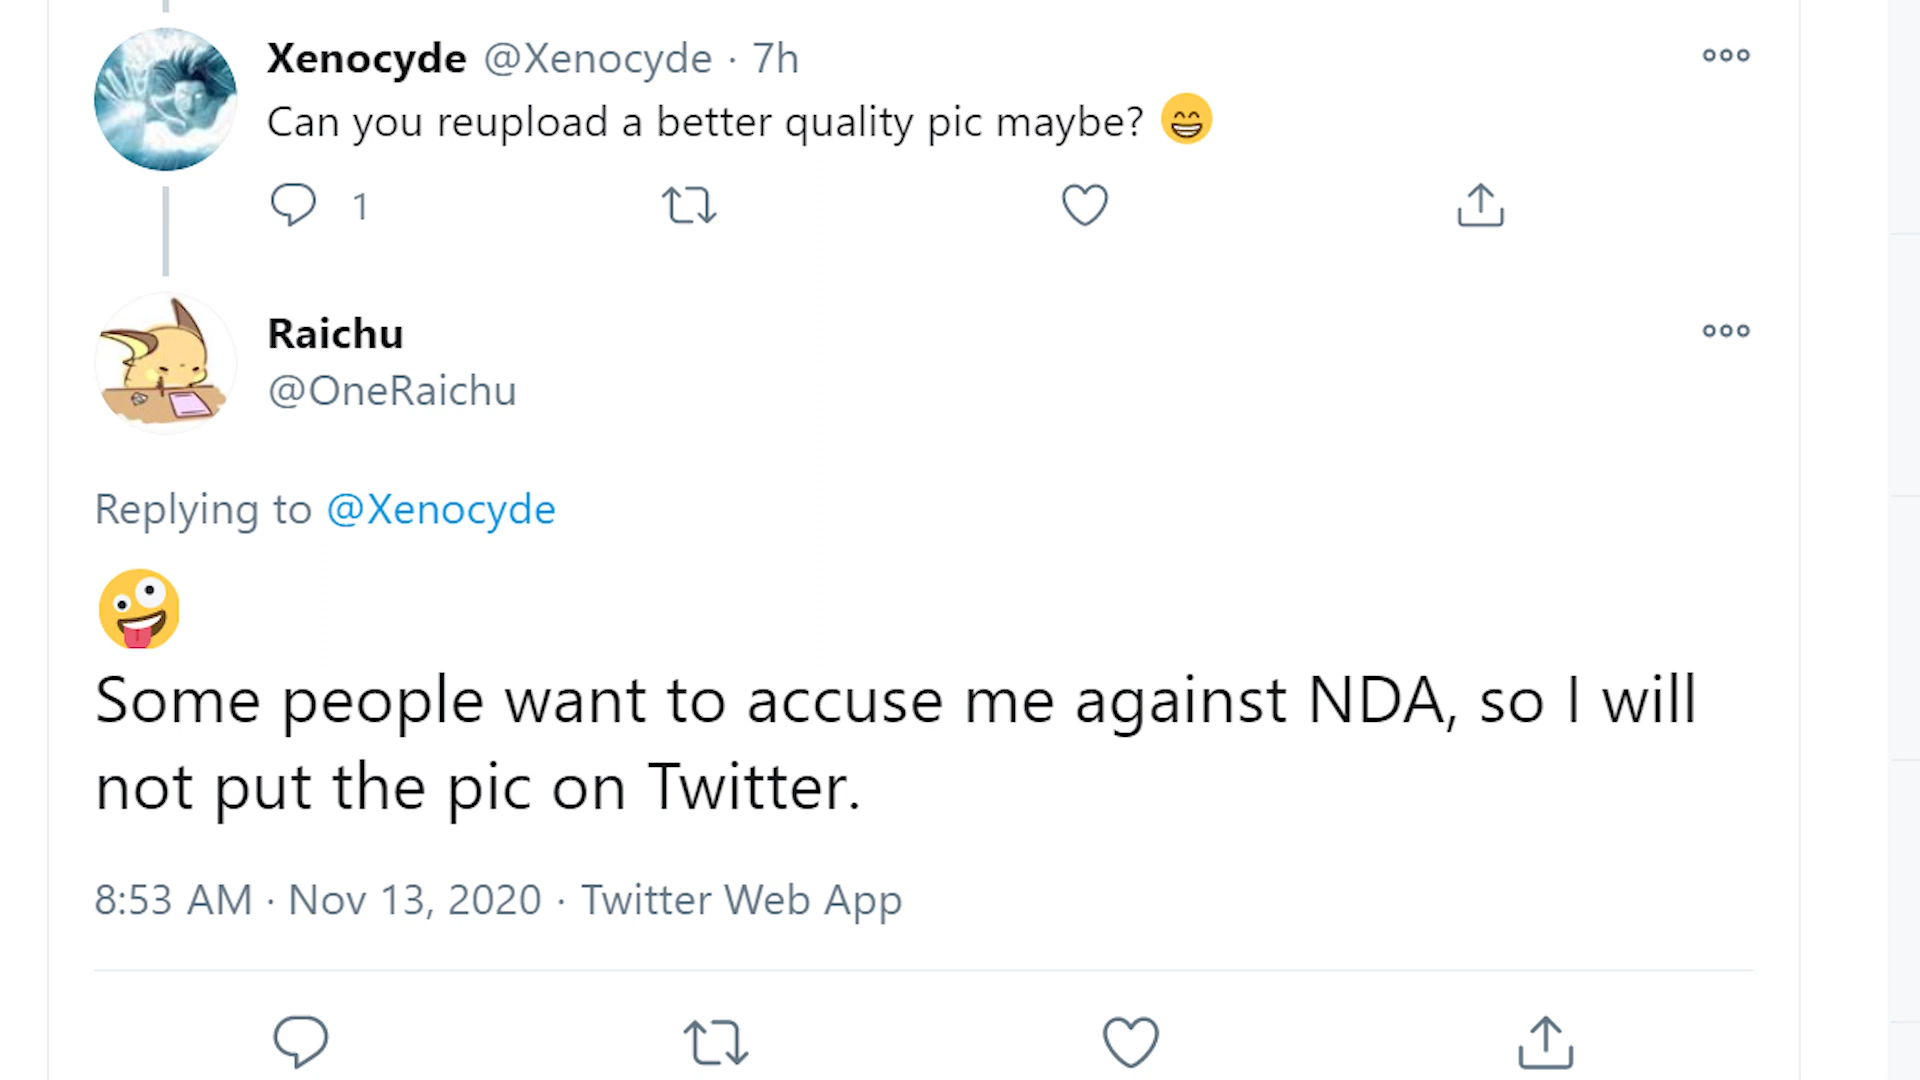 Xenocyde @Xenocyde · 7h
Can you reupload a better quality pic maybe? 😁
1
Raichu
@OneRaichu
Replying to @Xenocyde
🤪
Some people want to accuse me against NDA, so I will
not put the pic on Twitter.
8:53 AM · Nov 13, 2020 · Twitter Web App